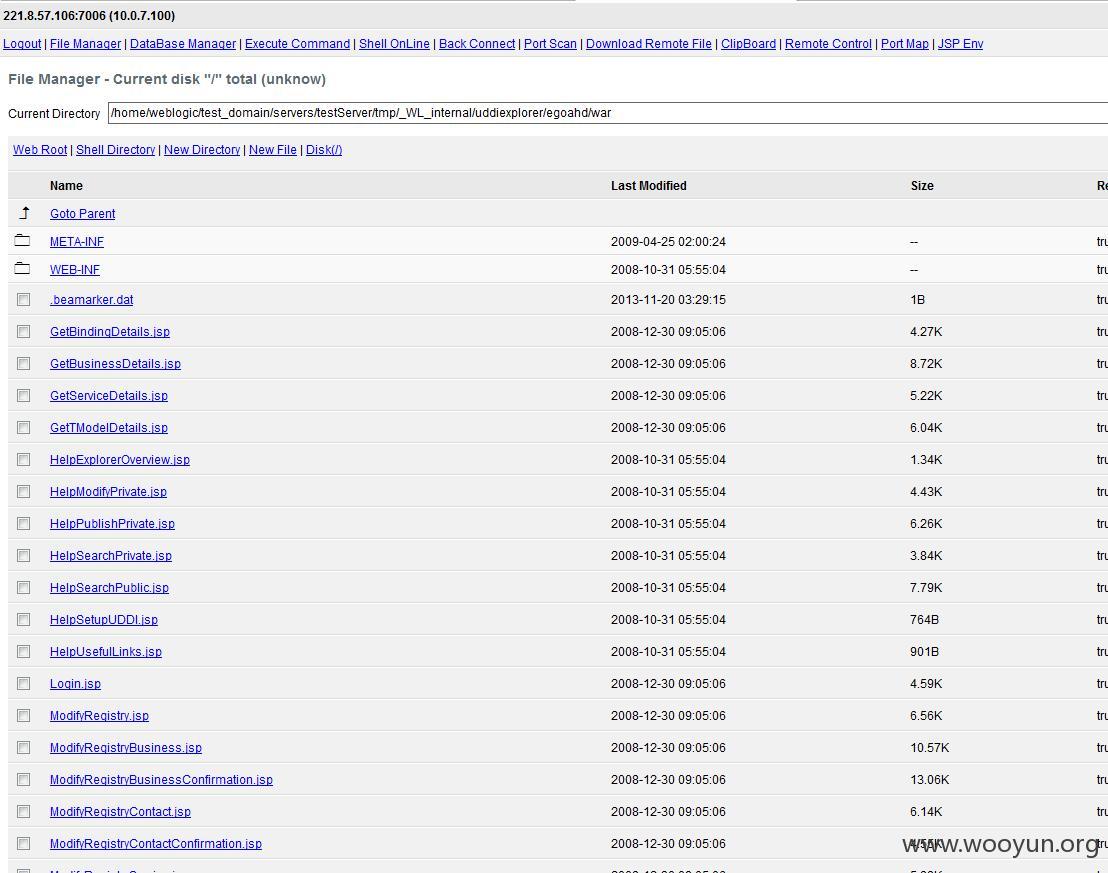 221.8.57.106:7006 (10.0.7.100)
Logout | File Manager | DataBase Manager | Execute Command | Shell OnLine | Back Connect | Port Scan | Download Remote File | ClipBoard | Remote Control | Port Map | JSP Env
File Manager - Current disk "/" total (unknow)
Current Directory /home/weblogic/test_domain/servers/testServer/tmp/_WL_internal/uddiexplorer/egoahd/war
Web Root | Shell Directory | New Directory | New File | Disk(/)
Name Last Modified Size Re
Goto Parent
META-INF 2009-04-25 02:00:24 -- tru
WEB-INF 2008-10-31 05:55:04 -- tru
.beamarker.dat 2013-11-20 03:29:15 1B tru
GetBindingDetails.jsp 2008-12-30 09:05:06 4.27K tru
GetBusinessDetails.jsp 2008-12-30 09:05:06 8.72K tru
GetServiceDetails.jsp 2008-12-30 09:05:06 5.22K tru
GetTModelDetails.jsp 2008-12-30 09:05:06 6.04K tru
HelpExplorerOverview.jsp 2008-10-31 05:55:04 1.34K tru
HelpModifyPrivate.jsp 2008-10-31 05:55:04 4.43K tru
HelpPublishPrivate.jsp 2008-10-31 05:55:04 6.26K tru
HelpSearchPrivate.jsp 2008-10-31 05:55:04 3.84K tru
HelpSearchPublic.jsp 2008-10-31 05:55:04 7.79K tru
HelpSetupUDDI.jsp 2008-10-31 05:55:04 764B tru
HelpUsefulLinks.jsp 2008-10-31 05:55:04 901B tru
Login.jsp 2008-12-30 09:05:06 4.59K tru
ModifyRegistry.jsp 2008-12-30 09:05:06 6.56K tru
ModifyRegistryBusiness.jsp 2008-12-30 09:05:06 10.57K tru
ModifyRegistryBusinessConfirmation.jsp 2008-12-30 09:05:06 13.06K tru
ModifyRegistryContact.jsp 2008-12-30 09:05:06 6.14K tru
ModifyRegistryContactConfirmation.jsp 2008-12-30 09:05:06 tru
www.wooyun.org